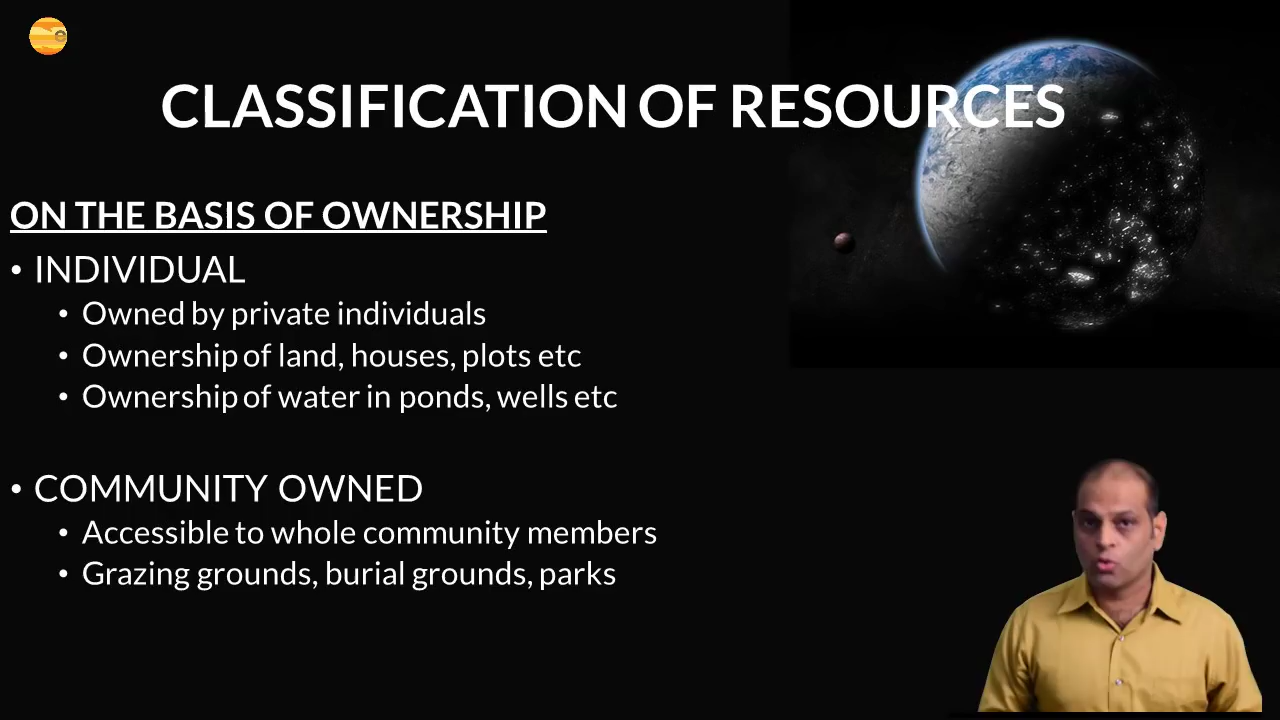 CLASSIFICATION OF RESOURCES
ON THE BASIS OF OWNERSHIP
• INDIVIDUAL
• Owned by private individuals
• Ownership of land, houses, plots etc
• Ownership of water in ponds, wells etc
• COMMUNITY OWNED
• Accessible to whole community members
• Grazing grounds, burial grounds, parks